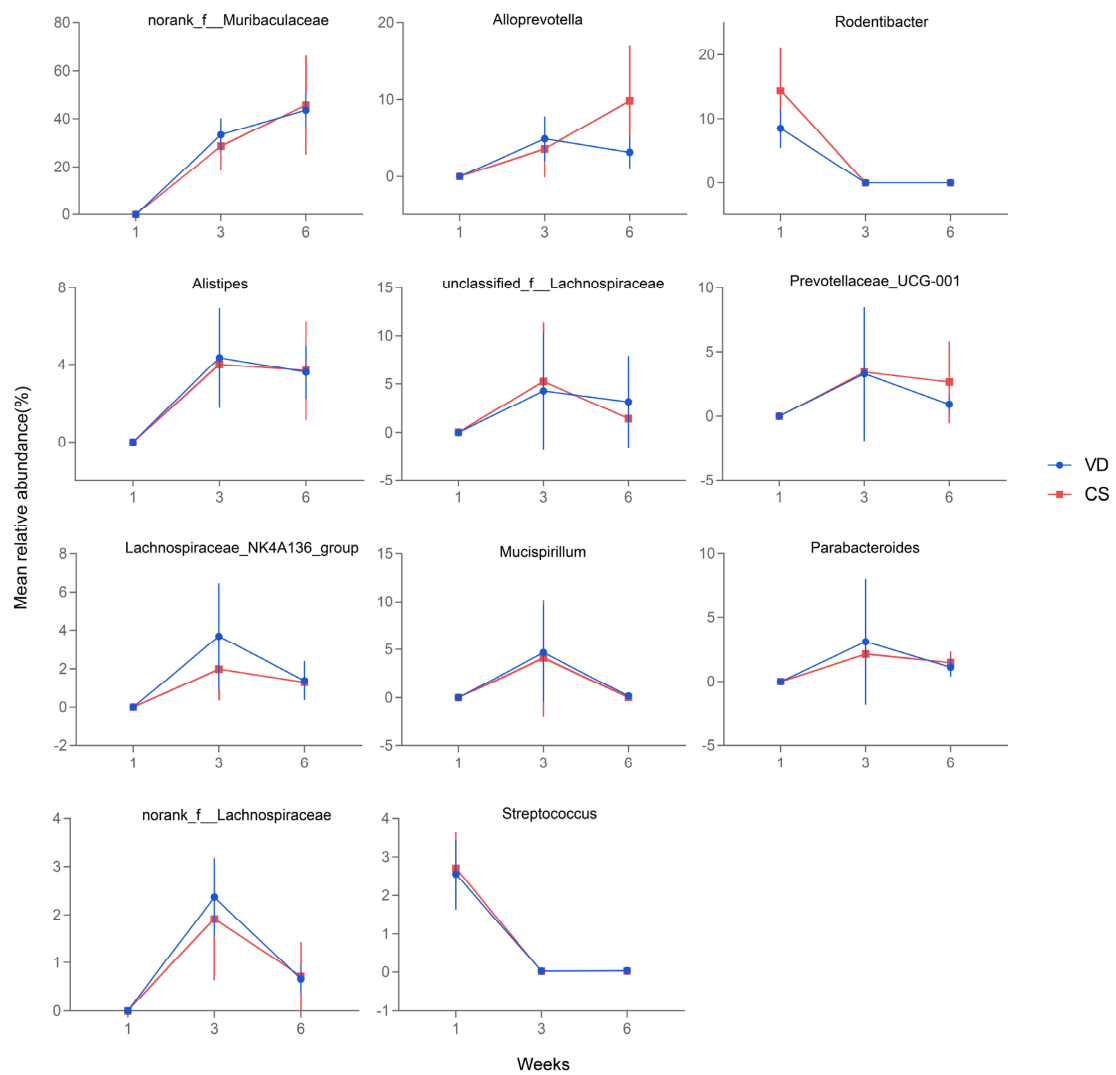 norank_f__Muribaculaceae
80
60
40
20
0
1 3 6
Alloprevotella
20
10
0
1 3 6
Rodentibacter
20
10
0
1 3 6
Mean relative abundance(%)
Alistipes
8
4
0
1 3 6
unclassified_f__Lachnospiraceae
15
10
5
0
-5
1 3 6
Prevotellaceae_UCG-001
10
5
0
-5
1 3 6
VD
CS
Lachnospiraceae_NK4A136_group
8
6
4
2
0
-2
1 3 6
Mucispirillum
15
10
5
0
-5
1 3 6
Parabacteroides
10
5
0
-5
1 3 6
norank_f__Lachnospiraceae
4
3
2
1
0
1 3 6
Streptococcus
4
3
2
1
0
-1
1 3 6
Weeks